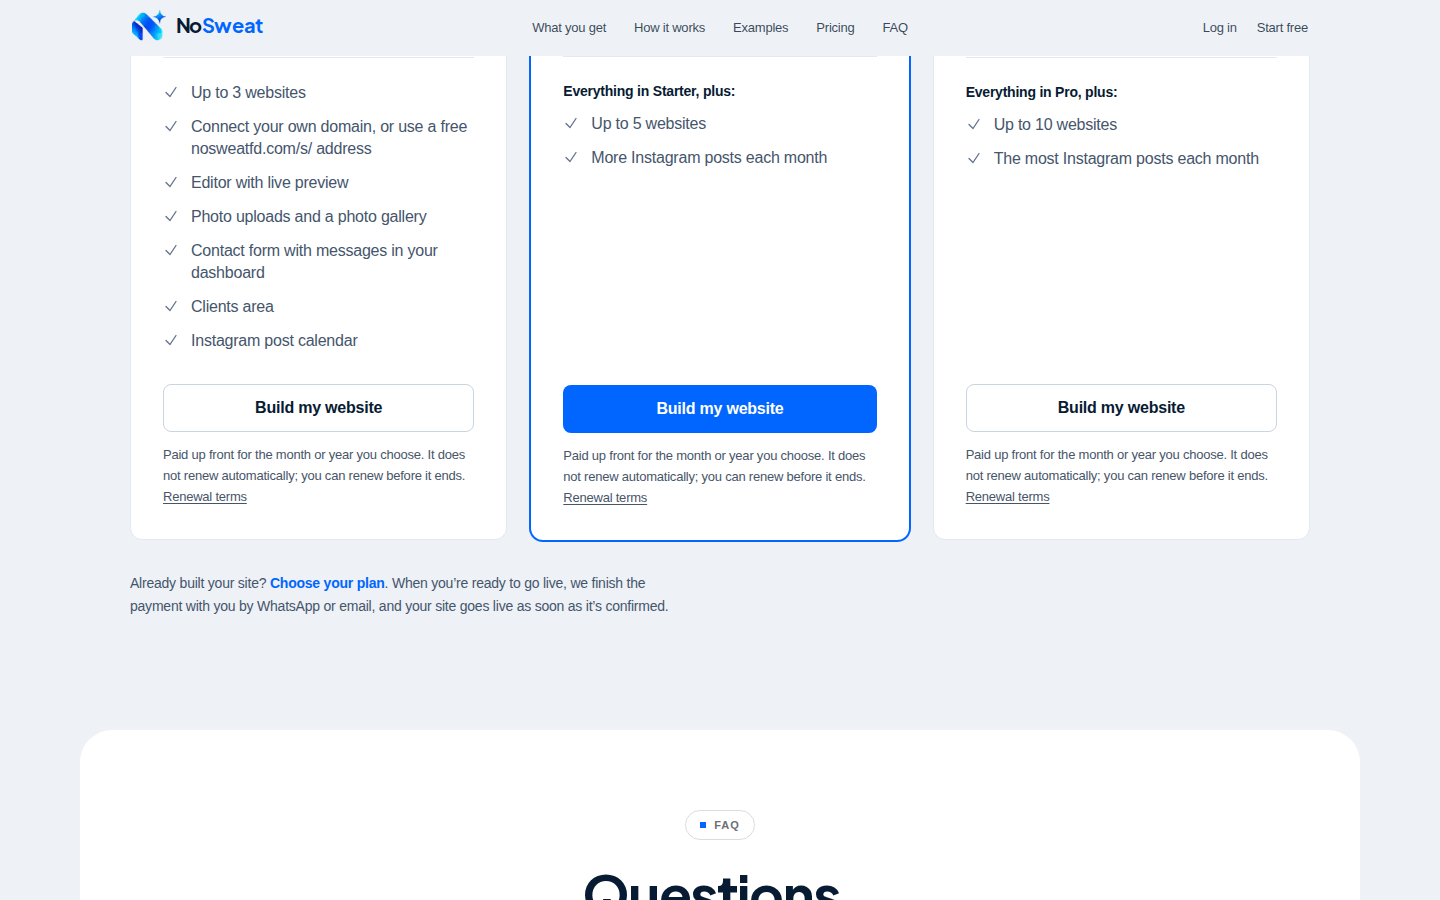 NoSweat
What you get
How it works
Examples
Pricing
FAQ
Log in
Start free
Up to 3 websites
Connect your own domain, or use a free
nosweatfd.com/s/ address
Editor with live preview
Photo uploads and a photo gallery
Contact form with messages in your
dashboard
Clients area
Instagram post calendar
Build my website
Paid up front for the month or year you choose. It does
not renew automatically; you can renew before it ends.
Renewal terms
Everything in Starter, plus:
Up to 5 websites
More Instagram posts each month
Build my website
Paid up front for the month or year you choose. It does
not renew automatically; you can renew before it ends.
Renewal terms
Everything in Pro, plus:
Up to 10 websites
The most Instagram posts each month
Build my website
Paid up front for the month or year you choose. It does
not renew automatically; you can renew before it ends.
Renewal terms
Already built your site? Choose your plan. When you’re ready to go live, we finish the
payment with you by WhatsApp or email, and your site goes live as soon as it’s confirmed.
FAQ
Questions